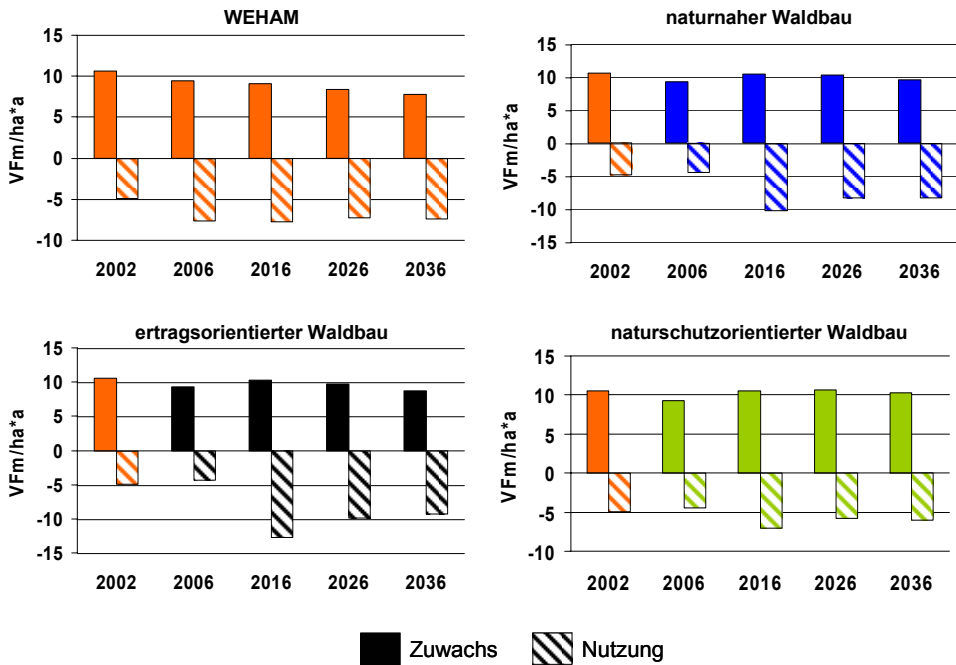 WEHAM
15
10
5
0
-5
-10
VFm/ha*a
2002 2006 2016 2026 2036
naturnaher Waldbau
15
10
5
0
-5
-10
-15
VFm/ha*a
2002 2006 2016 2026 2036
ertragsorientierter Waldbau
15
10
5
0
-5
-10
-15
VFm/ha*a
2002 2006 2016 2026 2036
naturschutzorientierter Waldbau
15
10
5
0
-5
-10
VFm/ha*a
2002 2006 2016 2026 2036
Zuwachs Nutzung